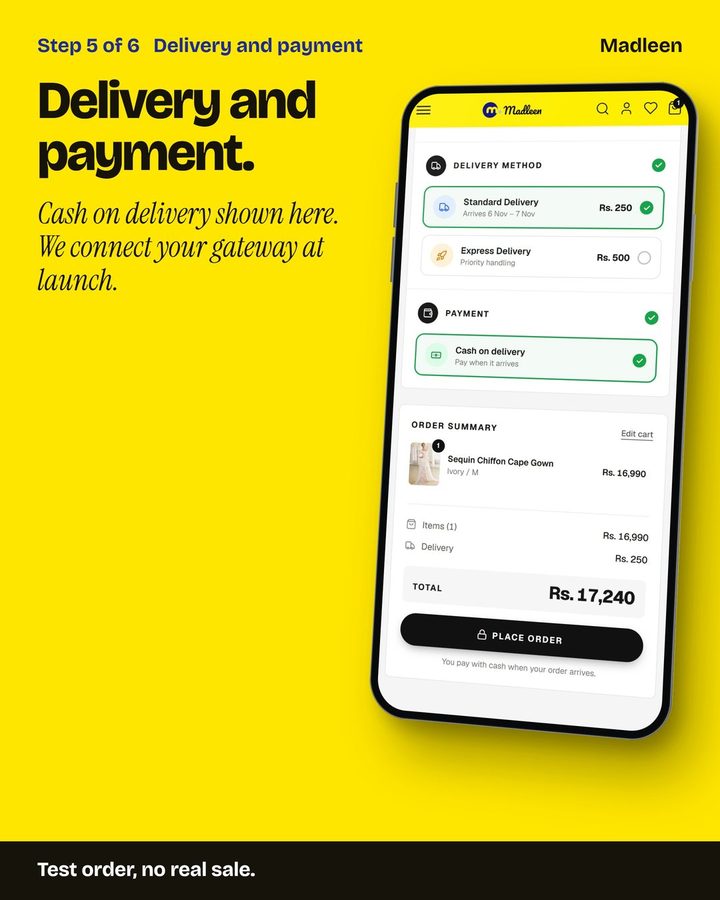 Step 5 of 6 Delivery and payment
Madleen
Delivery and
payment.
Cash on delivery shown here.
We connect your gateway at
launch.
m Madleen
1
DELIVERY METHOD
Standard Delivery
Arrives 6 Nov – 7 Nov
Rs. 250
Express Delivery
Priority handling
Rs. 500
PAYMENT
Cash on delivery
Pay when it arrives
ORDER SUMMARY
Edit cart
1
Sequin Chiffon Cape Gown
Ivory / M
Rs. 16,990
Items (1)
Rs. 16,990
Delivery
Rs. 250
TOTAL
Rs. 17,240
PLACE ORDER
You pay with cash when your order arrives.
Test order, no real sale.